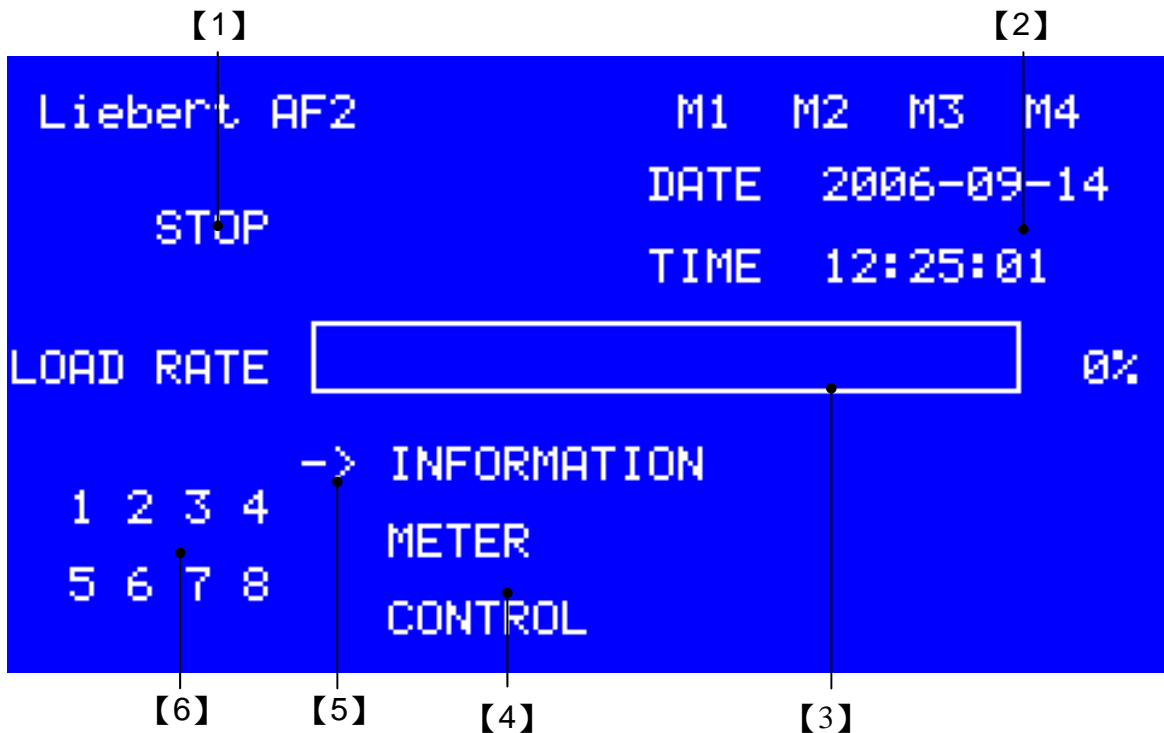 【1】 【2】
Liebert AF2 M1 M2 M3 M4
DATE 2006-09-14
STOP
TIME 12:25:01
LOAD RATE 0%
-> INFORMATION
1 2 3 4
METER
5 6 7 8
CONTROL
【6】 【5】 【4】 【3】